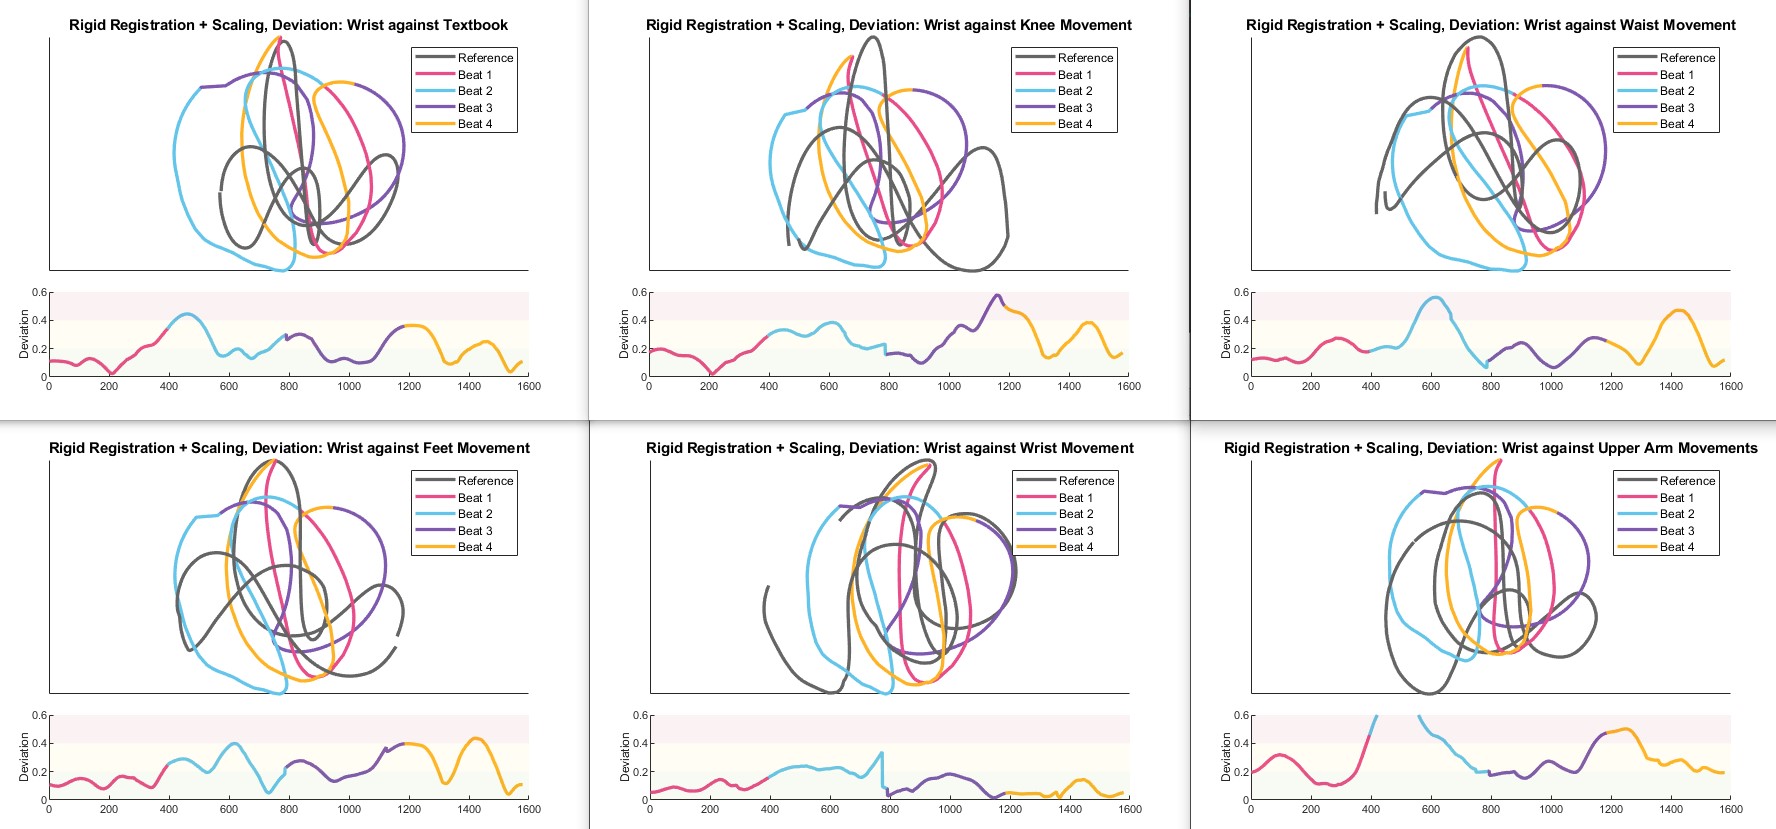 Rigid Registration + Scaling, Deviation: Wrist against Textbook
Reference
Beat 1
Beat 2
Beat 3
Beat 4
0.6
0.4
0.2
0
Deviation
0 200 400 600 800 1000 1200 1400 1600
Rigid Registration + Scaling, Deviation: Wrist against Knee Movement
Reference
Beat 1
Beat 2
Beat 3
Beat 4
0.6
0.4
0.2
0
Deviation
0 200 400 600 800 1000 1200 1400 1600
Rigid Registration + Scaling, Deviation: Wrist against Waist Movement
Reference
Beat 1
Beat 2
Beat 3
Beat 4
0.6
0.4
0.2
0
Deviation
0 200 400 600 800 1000 1200 1400 1600
Rigid Registration + Scaling, Deviation: Wrist against Feet Movement
Reference
Beat 1
Beat 2
Beat 3
Beat 4
0.6
0.4
0.2
0
Deviation
0 200 400 600 800 1000 1200 1400 1600
Rigid Registration + Scaling, Deviation: Wrist against Wrist Movement
Reference
Beat 1
Beat 2
Beat 3
Beat 4
0.6
0.4
0.2
0
Deviation
0 200 400 600 800 1000 1200 1400 1600
Rigid Registration + Scaling, Deviation: Wrist against Upper Arm Movements
Reference
Beat 1
Beat 2
Beat 3
Beat 4
0.6
0.4
0.2
0
Deviation
0 200 400 600 800 1000 1200 1400 1600